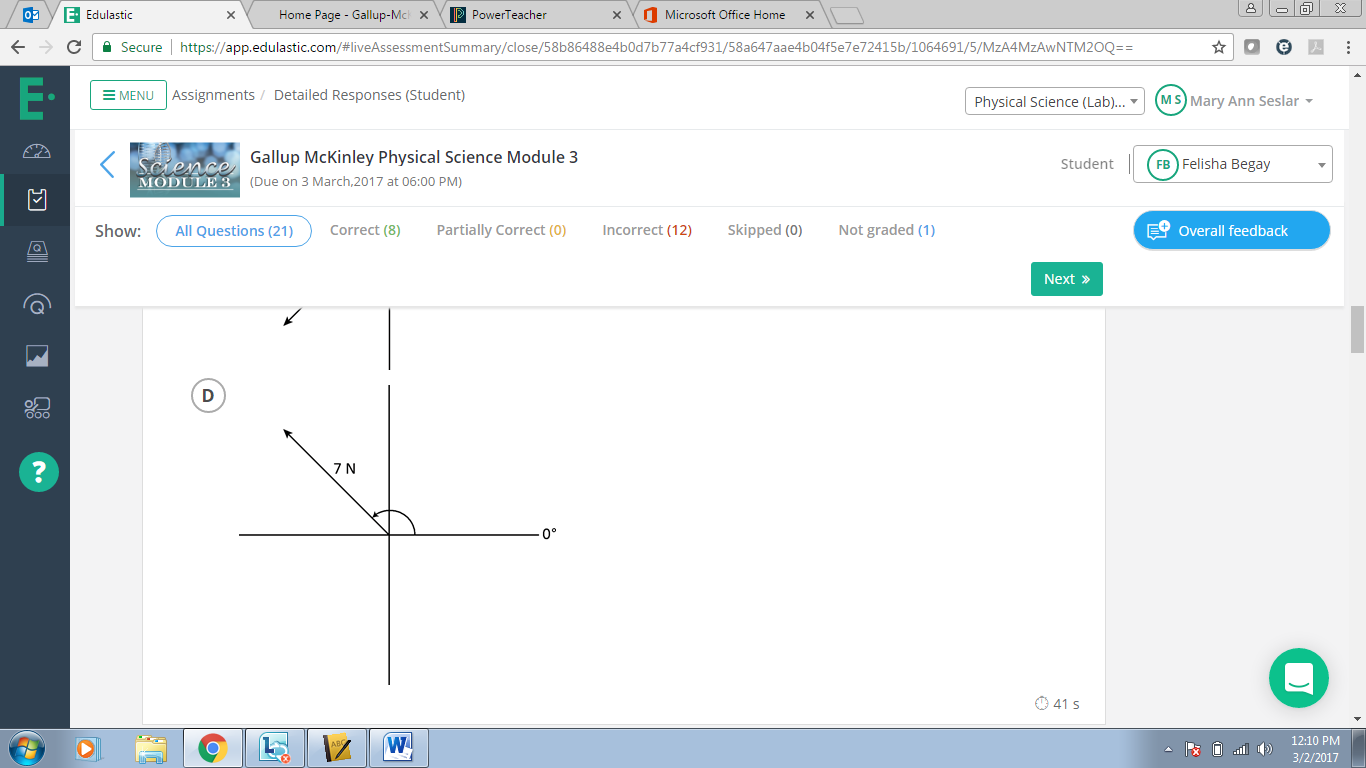 Edulastic
Home Page - Gallup-McK
PowerTeacher
Microsoft Office Home
Secure
https://app.edulastic.com/#liveAssessmentSummary/close/58b86488e4b0d7b77a4cf931/58a647aae4b04f5e7e72415b/1064691/5/MzA4MzAwNTM2OQ==
E
MENU
Assignments / Detailed Responses (Student)
Physical Science (Lab)...
MS
Mary Ann Seslar
Science
MODULE 3
Gallup McKinley Physical Science Module 3
(Due on 3 March,2017 at 06:00 PM)
Student
FB
Felisha Begay
Show:
All Questions (21)
Correct (8)
Partially Correct (0)
Incorrect (12)
Skipped (0)
Not graded (1)
Overall feedback
Next »
D
7 N
0°
?
41 s
ABC
W
12:10 PM
3/2/2017